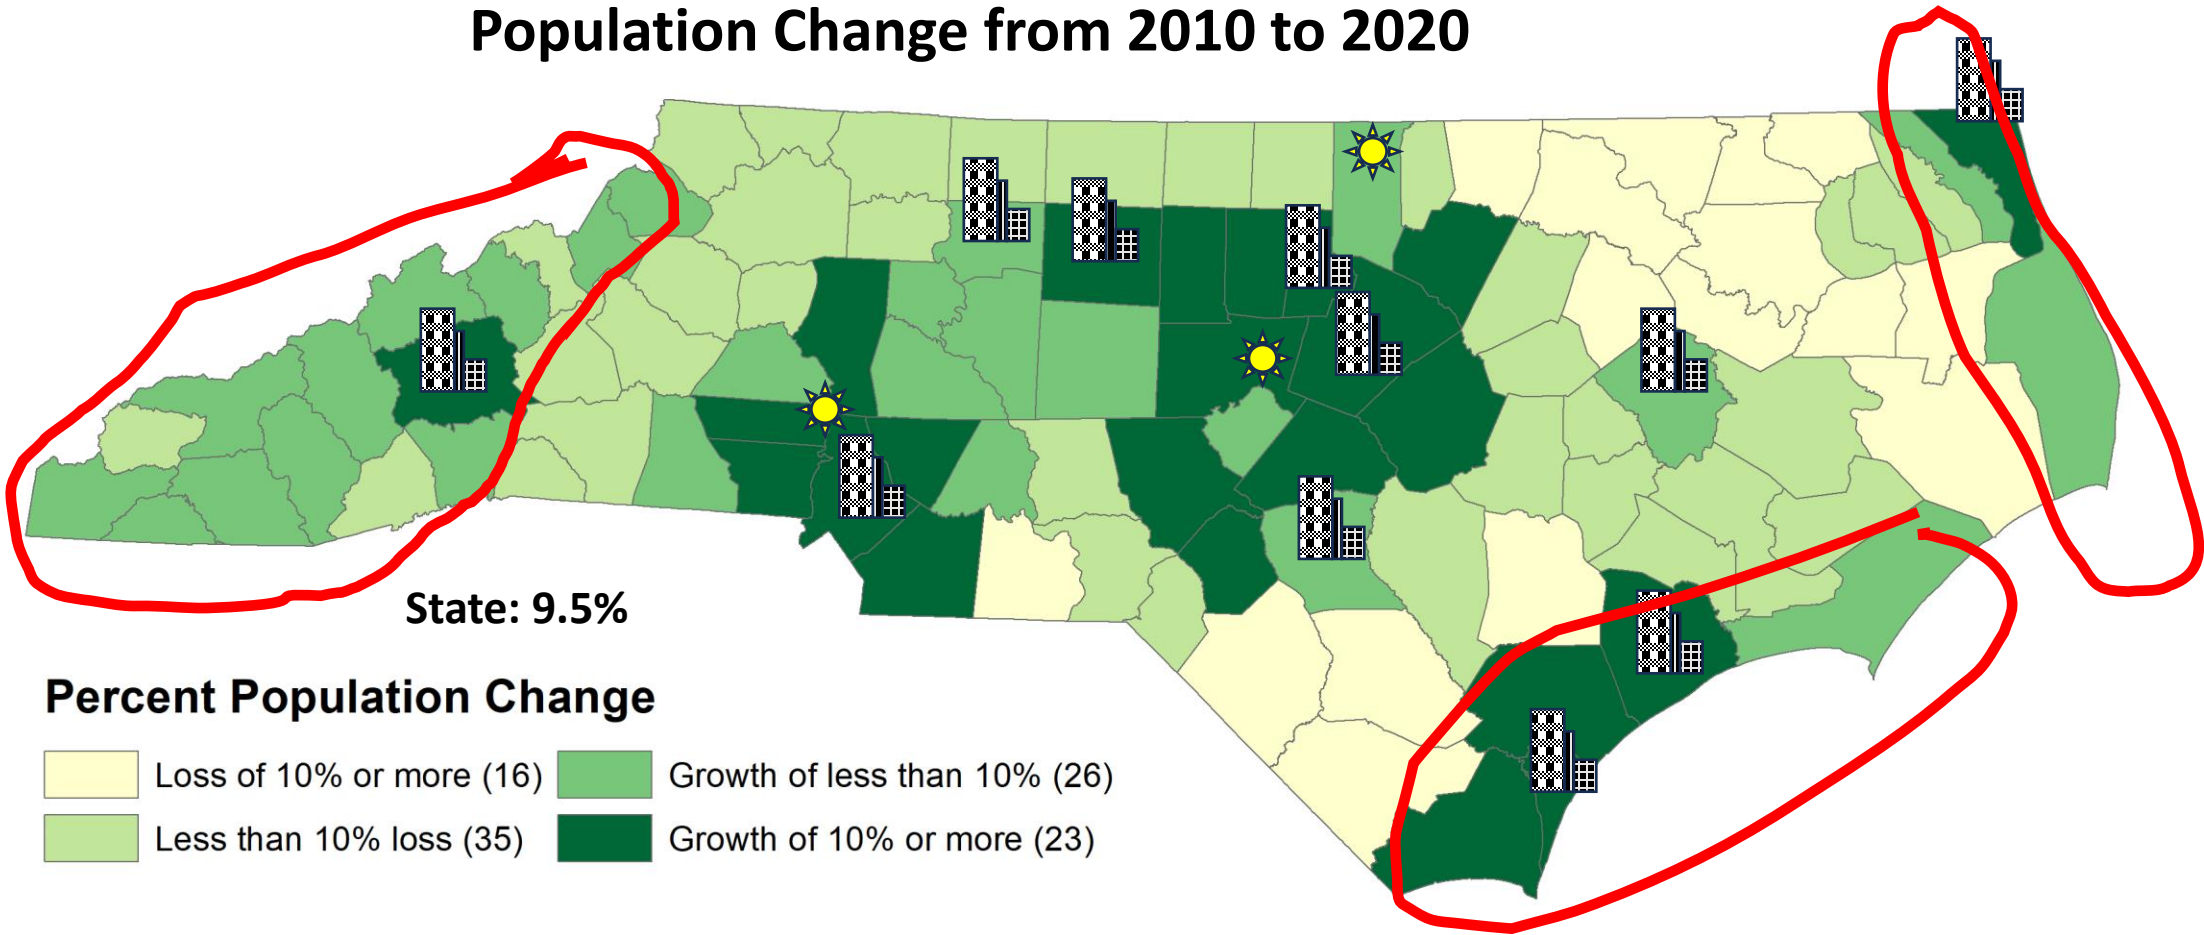 Population Change from 2010 to 2020
State: 9.5%
Percent Population Change
Loss of 10% or more (16)
Growth of less than 10% (26)
Less than 10% loss (35)
Growth of 10% or more (23)